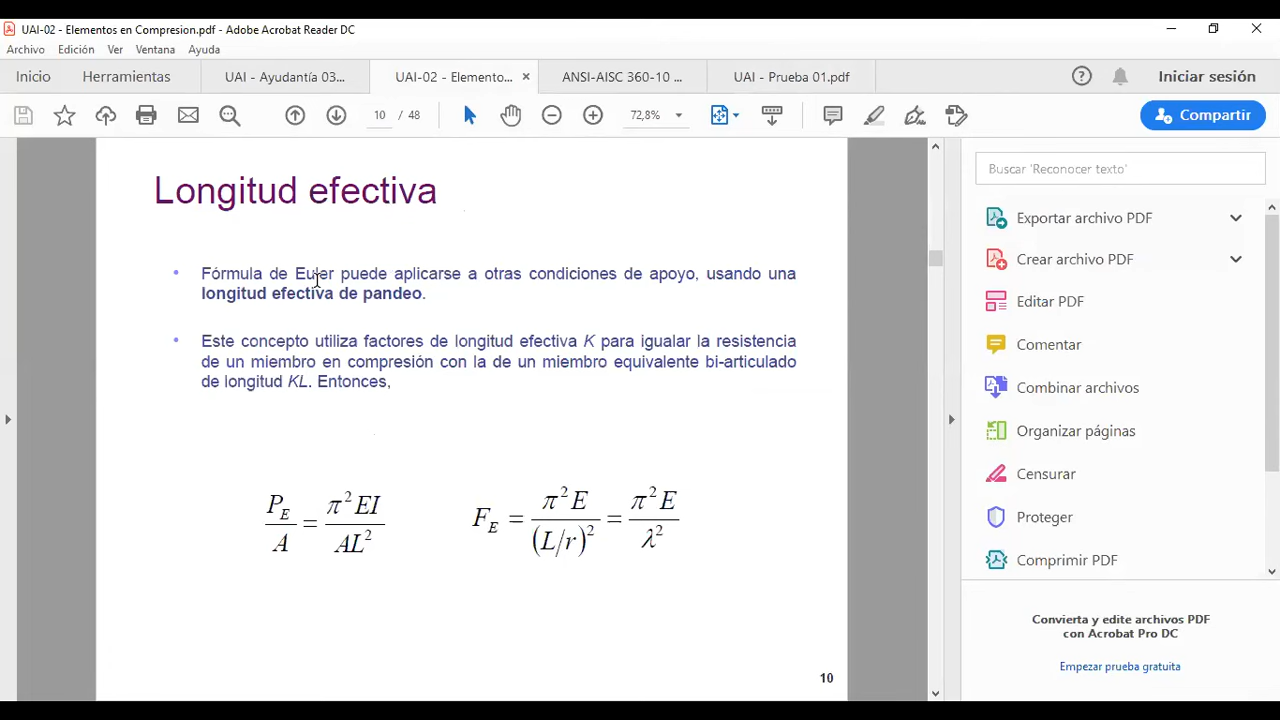 UAI-02 - Elementos en Compresion.pdf - Adobe Acrobat Reader DC
Archivo Edición Ver Ventana Ayuda
Inicio Herramientas UAI - Ayudantía 03... UAI-02 - Elemento... × ANSI-AISC 360-10 ... UAI - Prueba 01.pdf Iniciar sesión
10 / 48 72,8% Compartir
Longitud efectiva
• Fórmula de Euler puede aplicarse a otras condiciones de apoyo, usando una
longitud efectiva de pandeo.
• Este concepto utiliza factores de longitud efectiva K para igualar la resistencia
de un miembro en compresión con la de un miembro equivalente bi-articulado
de longitud KL. Entonces,
P_E/A = π²EI/AL² F_E = π²E/(L/r)² = π²E/λ²
10
Buscar 'Reconocer texto'
Exportar archivo PDF
Crear archivo PDF
Editar PDF
Comentar
Combinar archivos
Organizar páginas
Censurar
Proteger
Comprimir PDF
Convierta y edite archivos PDF
con Acrobat Pro DC
Empezar prueba gratuita